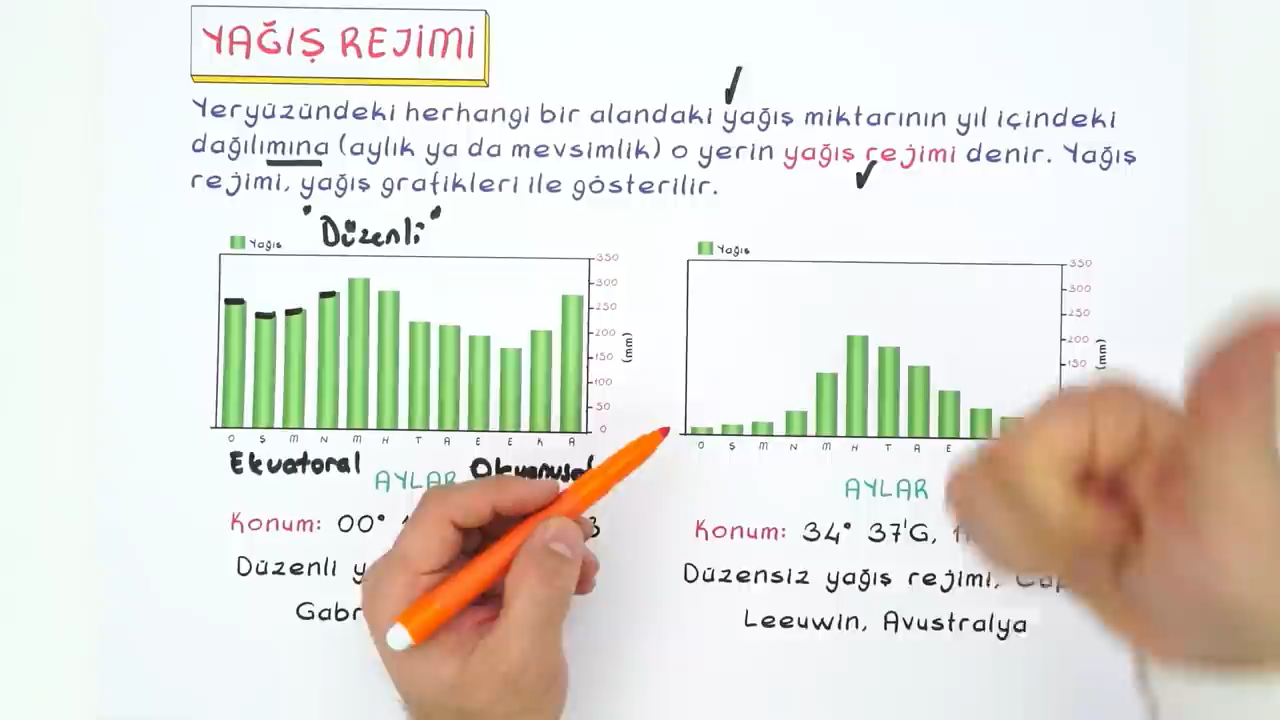 YAĞIŞ REJİMİ
Yeryüzündeki herhangi bir alandaki yağış miktarının yıl içindeki
dağılımına (aylık ya da mevsimlik) o yerin yağış rejimi denir. Yağış
rejimi, yağış grafikleri ile gösterilir.
"Düzenli"
Yağış
350
300
250
200
150
100
50
0
(mm)
O Ş M N M H T A E E K A
Ekvatoral
AYLAR
Konum: 00°
Düzenli
Yağış
350
300
250
200
150
(mm)
O Ş M N M H T A E
AYLAR
Konum: 34° 37'G,
Düzensiz yağış rejimi,
Leeuwin, Avustralya